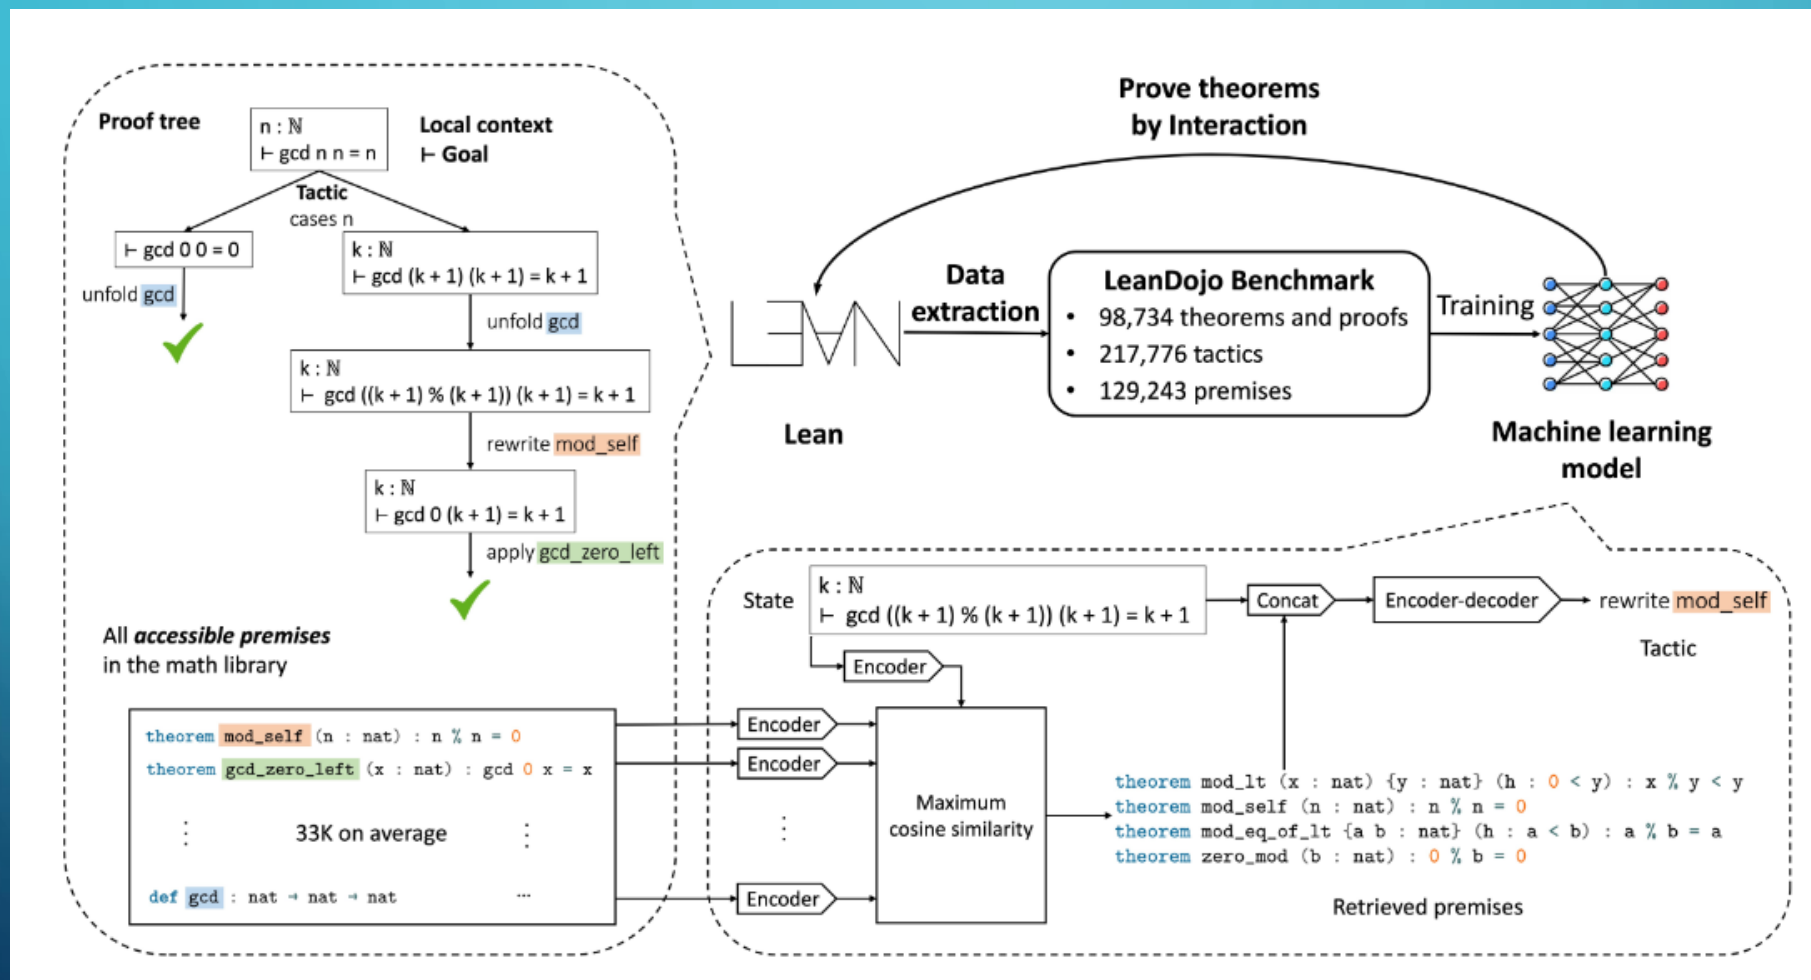 Proof tree
n : ℕ
⊢ gcd n n = n
Local context
⊢ Goal
Tactic
cases n
⊢ gcd 0 0 = 0
unfold gcd
k : ℕ
⊢ gcd (k + 1) (k + 1) = k + 1
unfold gcd
k : ℕ
⊢ gcd ((k + 1) % (k + 1)) (k + 1) = k + 1
rewrite mod_self
k : ℕ
⊢ gcd 0 (k + 1) = k + 1
apply gcd_zero_left
All accessible premises
in the math library
theorem mod_self (n : nat) : n % n = 0
theorem gcd_zero_left (x : nat) : gcd 0 x = x
⋮ 33K on average ⋮
def gcd : nat → nat → nat ...
Prove theorems
by Interaction
LEAN
Lean
Data
extraction
LeanDojo Benchmark
• 98,734 theorems and proofs
• 217,776 tactics
• 129,243 premises
Training
Machine learning
model
State
k : ℕ
⊢ gcd ((k + 1) % (k + 1)) (k + 1) = k + 1
Concat
Encoder-decoder
rewrite mod_self
Tactic
Encoder
Encoder
Encoder
⋮
Encoder
Maximum
cosine similarity
theorem mod_lt (x : nat) {y : nat} (h : 0 < y) : x % y < y
theorem mod_self (n : nat) : n % n = 0
theorem mod_eq_of_lt {a b : nat} (h : a < b) : a % b = a
theorem zero_mod (b : nat) : 0 % b = 0
Retrieved premises